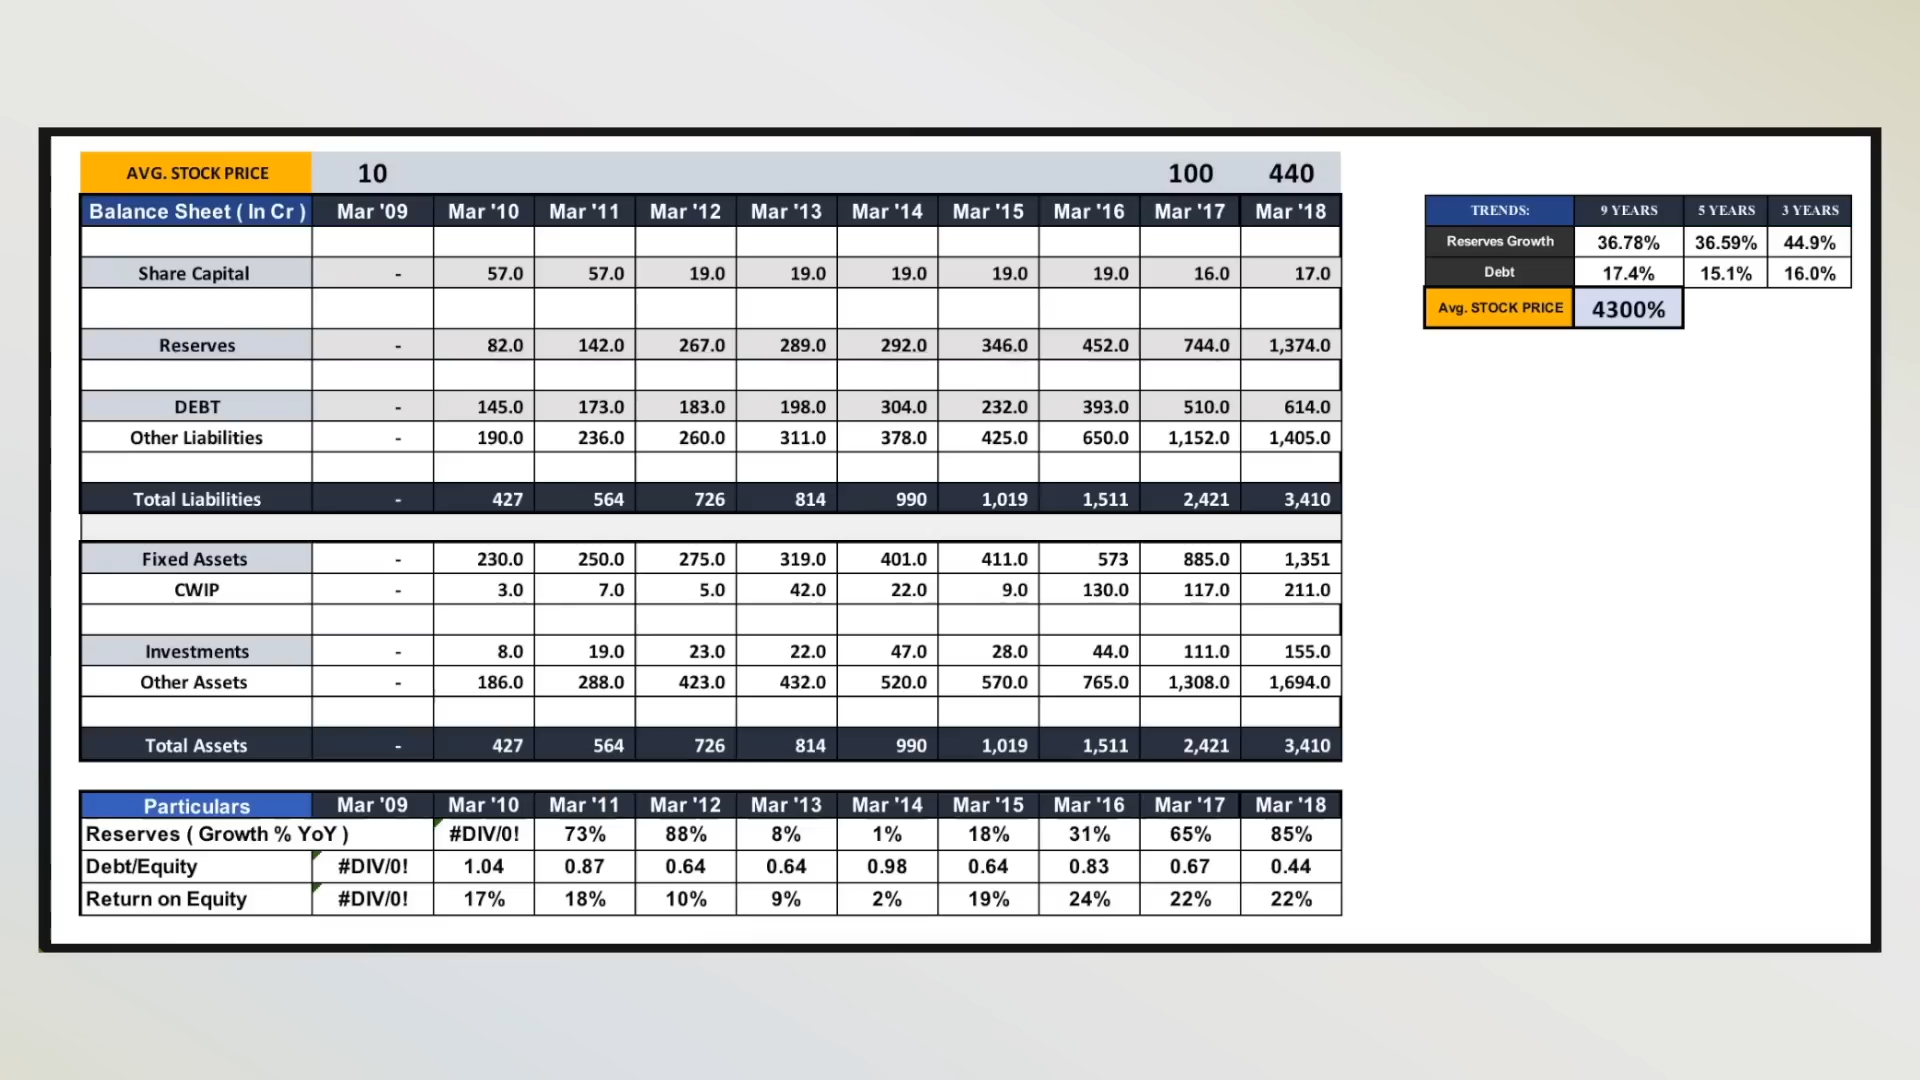 AVG. STOCK PRICE 10 100 440
Balance Sheet ( In Cr ) Mar '09 Mar '10 Mar '11 Mar '12 Mar '13 Mar '14 Mar '15 Mar '16 Mar '17 Mar '18
Share Capital - 57.0 57.0 19.0 19.0 19.0 19.0 19.0 16.0 17.0
Reserves - 82.0 142.0 267.0 289.0 292.0 346.0 452.0 744.0 1,374.0
DEBT - 145.0 173.0 183.0 198.0 304.0 232.0 393.0 510.0 614.0
Other Liabilities - 190.0 236.0 260.0 311.0 378.0 425.0 650.0 1,152.0 1,405.0
Total Liabilities - 427 564 726 814 990 1,019 1,511 2,421 3,410
Fixed Assets - 230.0 250.0 275.0 319.0 401.0 411.0 573 885.0 1,351
CWIP - 3.0 7.0 5.0 42.0 22.0 9.0 130.0 117.0 211.0
Investments - 8.0 19.0 23.0 22.0 47.0 28.0 44.0 111.0 155.0
Other Assets - 186.0 288.0 423.0 432.0 520.0 570.0 765.0 1,308.0 1,694.0
Total Assets - 427 564 726 814 990 1,019 1,511 2,421 3,410
Particulars Mar '09 Mar '10 Mar '11 Mar '12 Mar '13 Mar '14 Mar '15 Mar '16 Mar '17 Mar '18
Reserves ( Growth % YoY ) #DIV/0! 73% 88% 8% 1% 18% 31% 65% 85%
Debt/Equity #DIV/0! 1.04 0.87 0.64 0.64 0.98 0.64 0.83 0.67 0.44
Return on Equity #DIV/0! 17% 18% 10% 9% 2% 19% 24% 22% 22%
TRENDS: 9 YEARS 5 YEARS 3 YEARS
Reserves Growth 36.78% 36.59% 44.9%
Debt 17.4% 15.1% 16.0%
Avg. STOCK PRICE 4300%